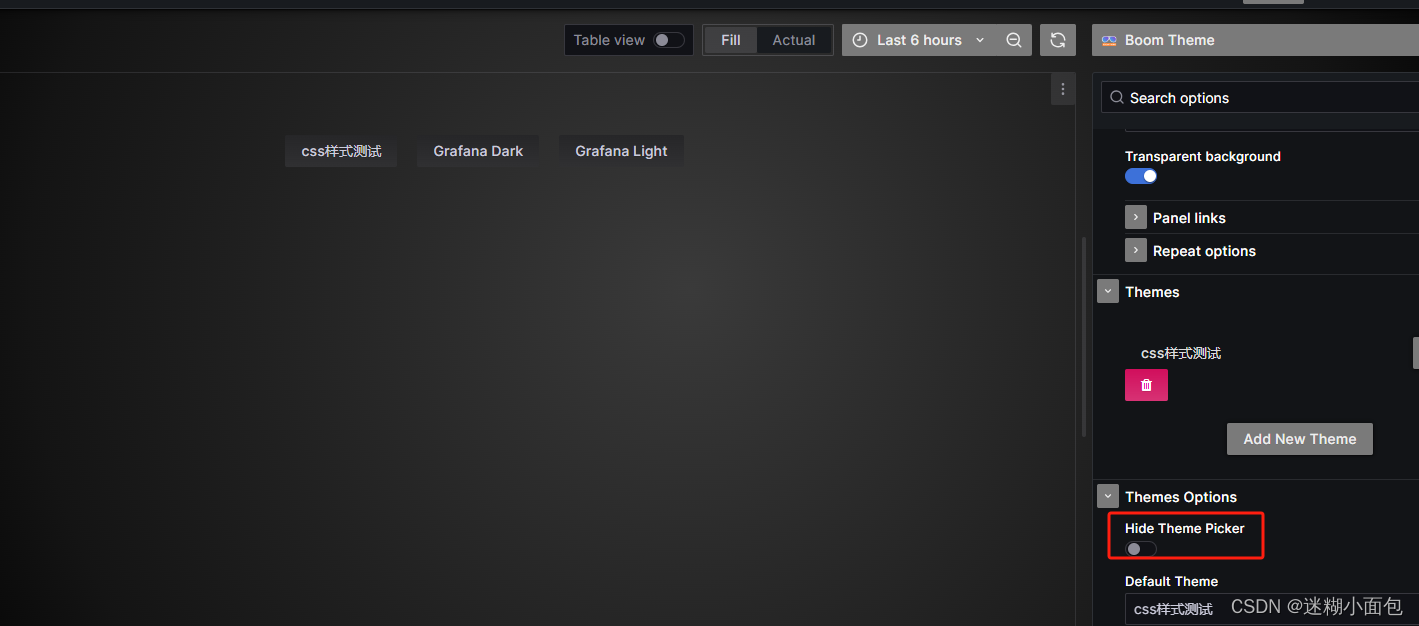 Table view
Fill
Actual
Last 6 hours
Boom Theme
Search options
css样式测试
Grafana Dark
Grafana Light
Transparent background
Panel links
Repeat options
Themes
css样式测试
Add New Theme
Themes Options
Hide Theme Picker
Default Theme
css样式测试
CSDN @迷糊小面包